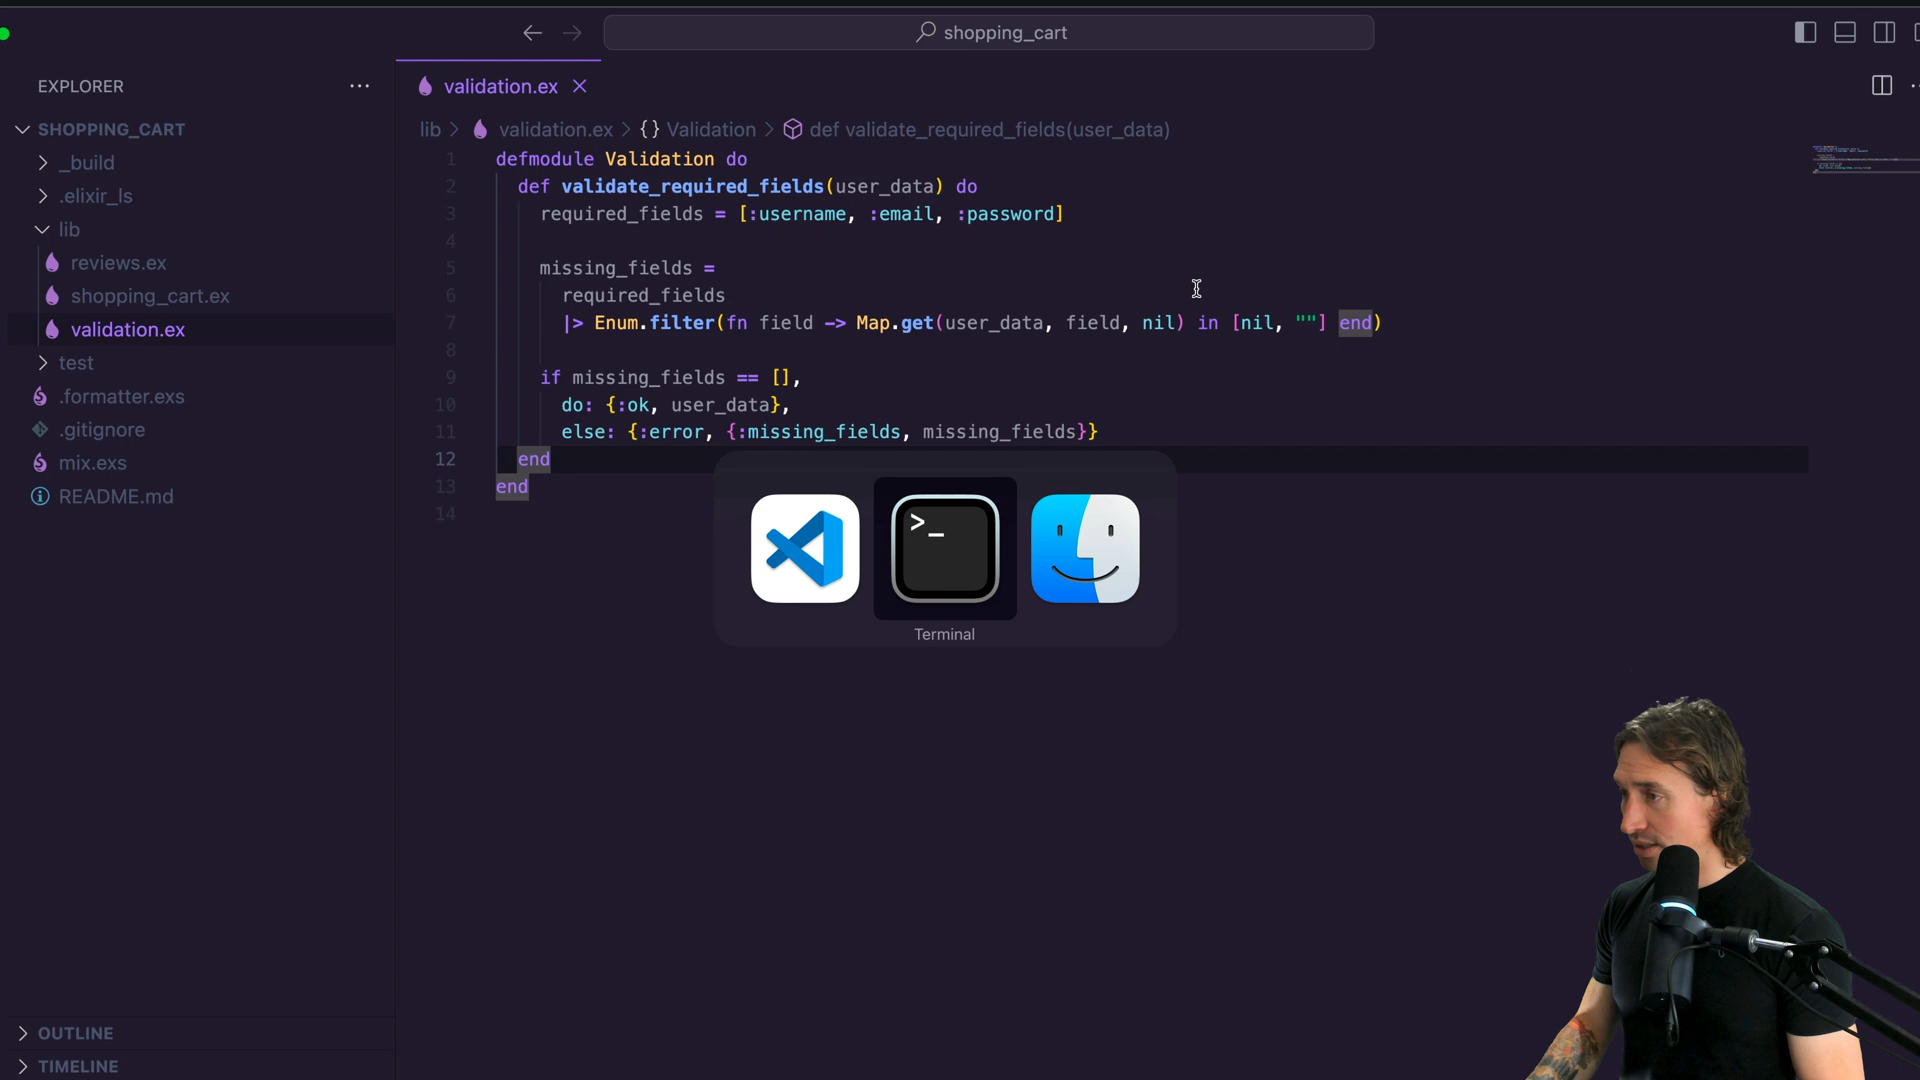 shopping_cart
EXPLORER
SHOPPING_CART
_build
.elixir_ls
lib
reviews.ex
shopping_cart.ex
validation.ex
test
.formatter.exs
.gitignore
mix.exs
README.md
OUTLINE
TIMELINE
validation.ex
lib > validation.ex > {} Validation > def validate_required_fields(user_data)
1 defmodule Validation do
2 def validate_required_fields(user_data) do
3 required_fields = [:username, :email, :password]
4
5 missing_fields =
6 required_fields
7 |> Enum.filter(fn field -> Map.get(user_data, field, nil) in [nil, ""] end)
8
9 if missing_fields == [],
10 do: {:ok, user_data},
11 else: {:error, {:missing_fields, missing_fields}}
12 end
13 end
14
>_
Terminal